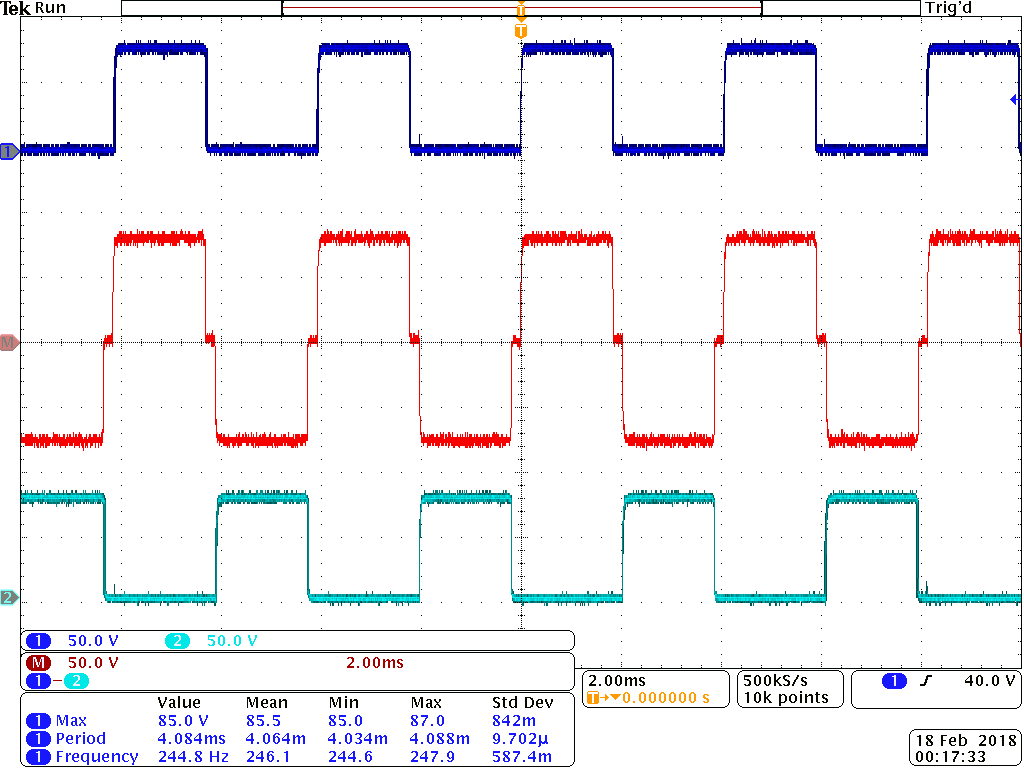 Tek Run Trig'd
T
T
1
M
2
1 50.0 V 2 50.0 V
M 50.0 V 2.00ms
1 – 2
2.00ms
T→▼0.000000 s
500kS/s
10k points
1 ƒ 40.0 V
Value Mean Min Max Std Dev
1 Max 85.0 V 85.5 85.0 87.0 842m
1 Period 4.084ms 4.064m 4.034m 4.088m 9.702µ
1 Frequency 244.8 Hz 246.1 244.6 247.9 587.4m
18 Feb 2018
00:17:33